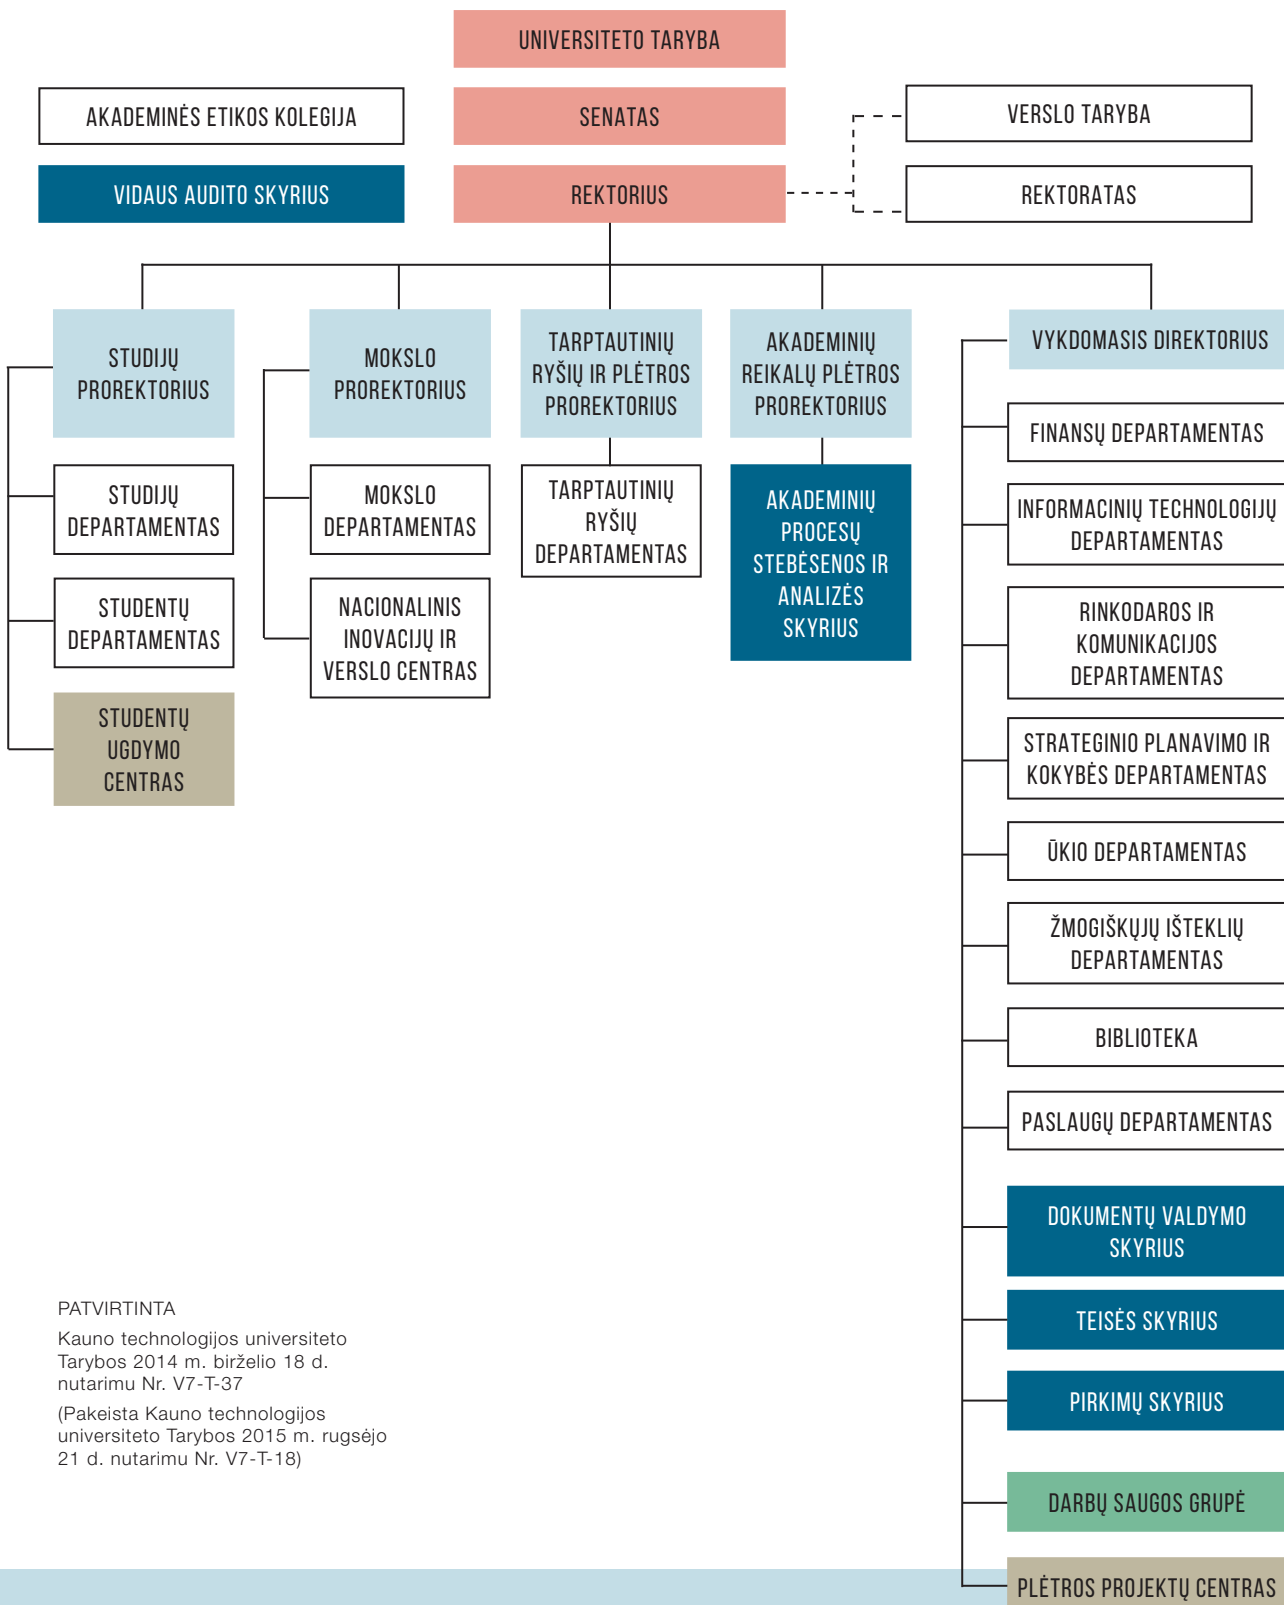 UNIVERSITETO TARYBA
AKADEMINĖS ETIKOS KOLEGIJA
SENATAS
VERSLO TARYBA
VIDAUS AUDITO SKYRIUS
REKTORIUS
REKTORATAS
STUDIJŲ
PROREKTORIUS
STUDIJŲ
DEPARTAMENTAS
STUDENTŲ
DEPARTAMENTAS
STUDENTŲ
UGDYMO
CENTRAS
MOKSLO
PROREKTORIUS
MOKSLO
DEPARTAMENTAS
NACIONALINIS
INOVACIJŲ IR
VERSLO CENTRAS
TARPTAUTINIŲ
RYŠIŲ IR PLĖTROS
PROREKTORIUS
TARPTAUTINIŲ
RYŠIŲ
DEPARTAMENTAS
AKADEMINIŲ
REIKALŲ PLĖTROS
PROREKTORIUS
AKADEMINIŲ
PROCESŲ
STEBĖSENOS IR
ANALIZĖS
SKYRIUS
VYKDOMASIS DIREKTORIUS
FINANSŲ DEPARTAMENTAS
INFORMACINIŲ TECHNOLOGIJŲ
DEPARTAMENTAS
RINKODAROS IR
KOMUNIKACIJOS
DEPARTAMENTAS
STRATEGINIO PLANAVIMO IR
KOKYBĖS DEPARTAMENTAS
ŪKIO DEPARTAMENTAS
ŽMOGIŠKŲJŲ IŠTEKLIŲ
DEPARTAMENTAS
BIBLIOTEKA
PASLAUGŲ DEPARTAMENTAS
DOKUMENTŲ VALDYMO
SKYRIUS
TEISĖS SKYRIUS
PIRKIMŲ SKYRIUS
DARBŲ SAUGOS GRUPĖ
PLĖTROS PROJEKTŲ CENTRAS
PATVIRTINTA
Kauno technologijos universiteto
Tarybos 2014 m. birželio 18 d.
nutarimu Nr. V7-T-37
(Pakeista Kauno technologijos
universiteto Tarybos 2015 m. rugsėjo
21 d. nutarimu Nr. V7-T-18)